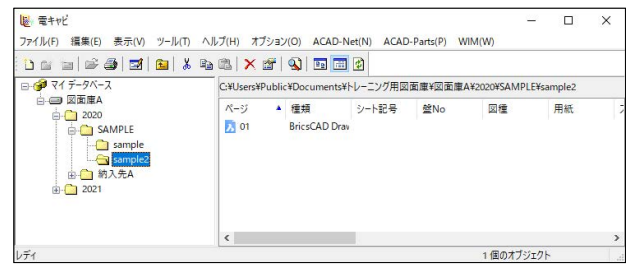 電キャビ
ファイル(F) 編集(E) 表示(V) ツール(T) ヘルプ(H) オプション(O) ACAD-Net(N) ACAD-Parts(P) WIM(W)
マイ データベース
図面庫A
2020
SAMPLE
sample
sample2
納入先A
2021
C:¥Users¥Public¥Documents¥トレーニング用図面庫¥図面庫A¥2020¥SAMPLE¥sample2
ページ 種類 シート記号 盤No 図種 用紙
01 BricsCAD Draw
レディ 1 個のオブジェクト